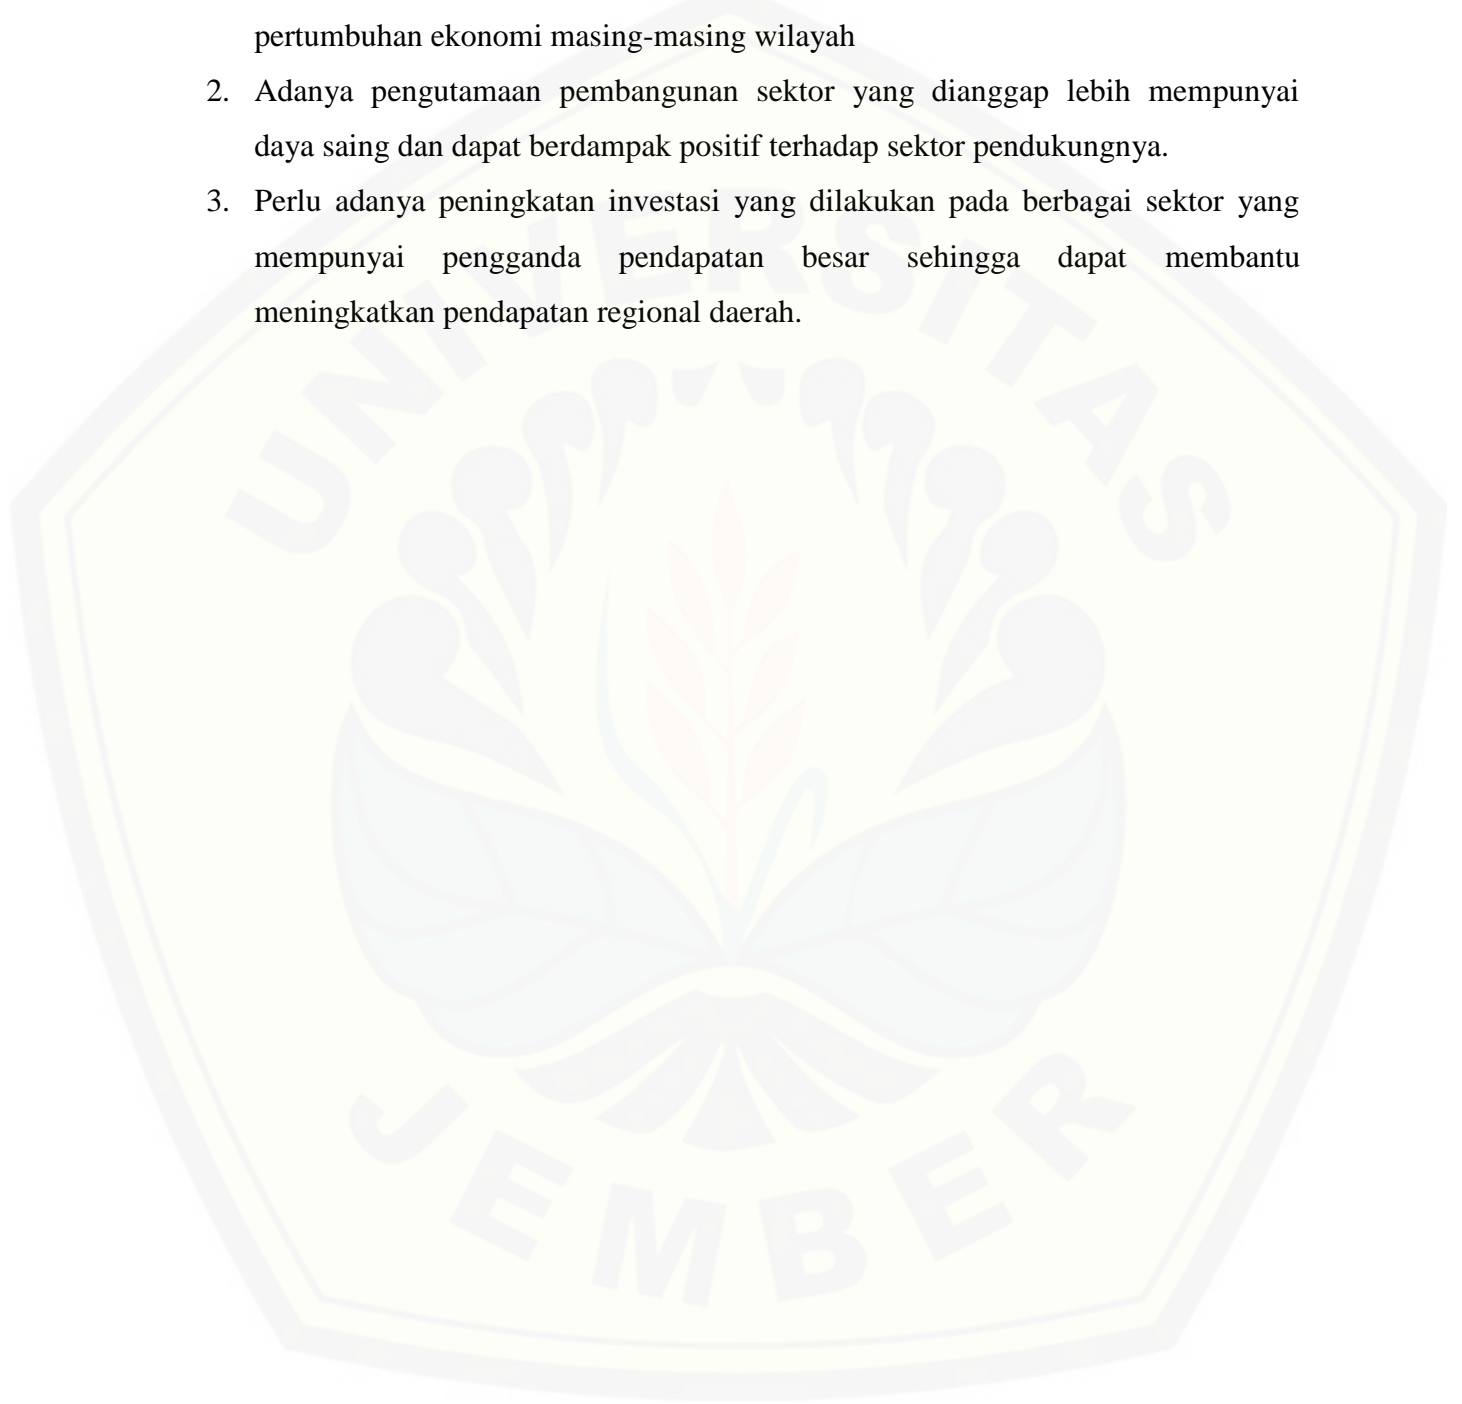 pertumbuhan ekonomi masing-masing wilayah
2. Adanya pengutamaan pembangunan sektor yang dianggap lebih mempunyai
daya saing dan dapat berdampak positif terhadap sektor pendukungnya.
3. Perlu adanya peningkatan investasi yang dilakukan pada berbagai sektor yang
mempunyai pengganda pendapatan besar sehingga dapat membantu
meningkatkan pendapatan regional daerah.
UNIVERSITAS
JEMBER